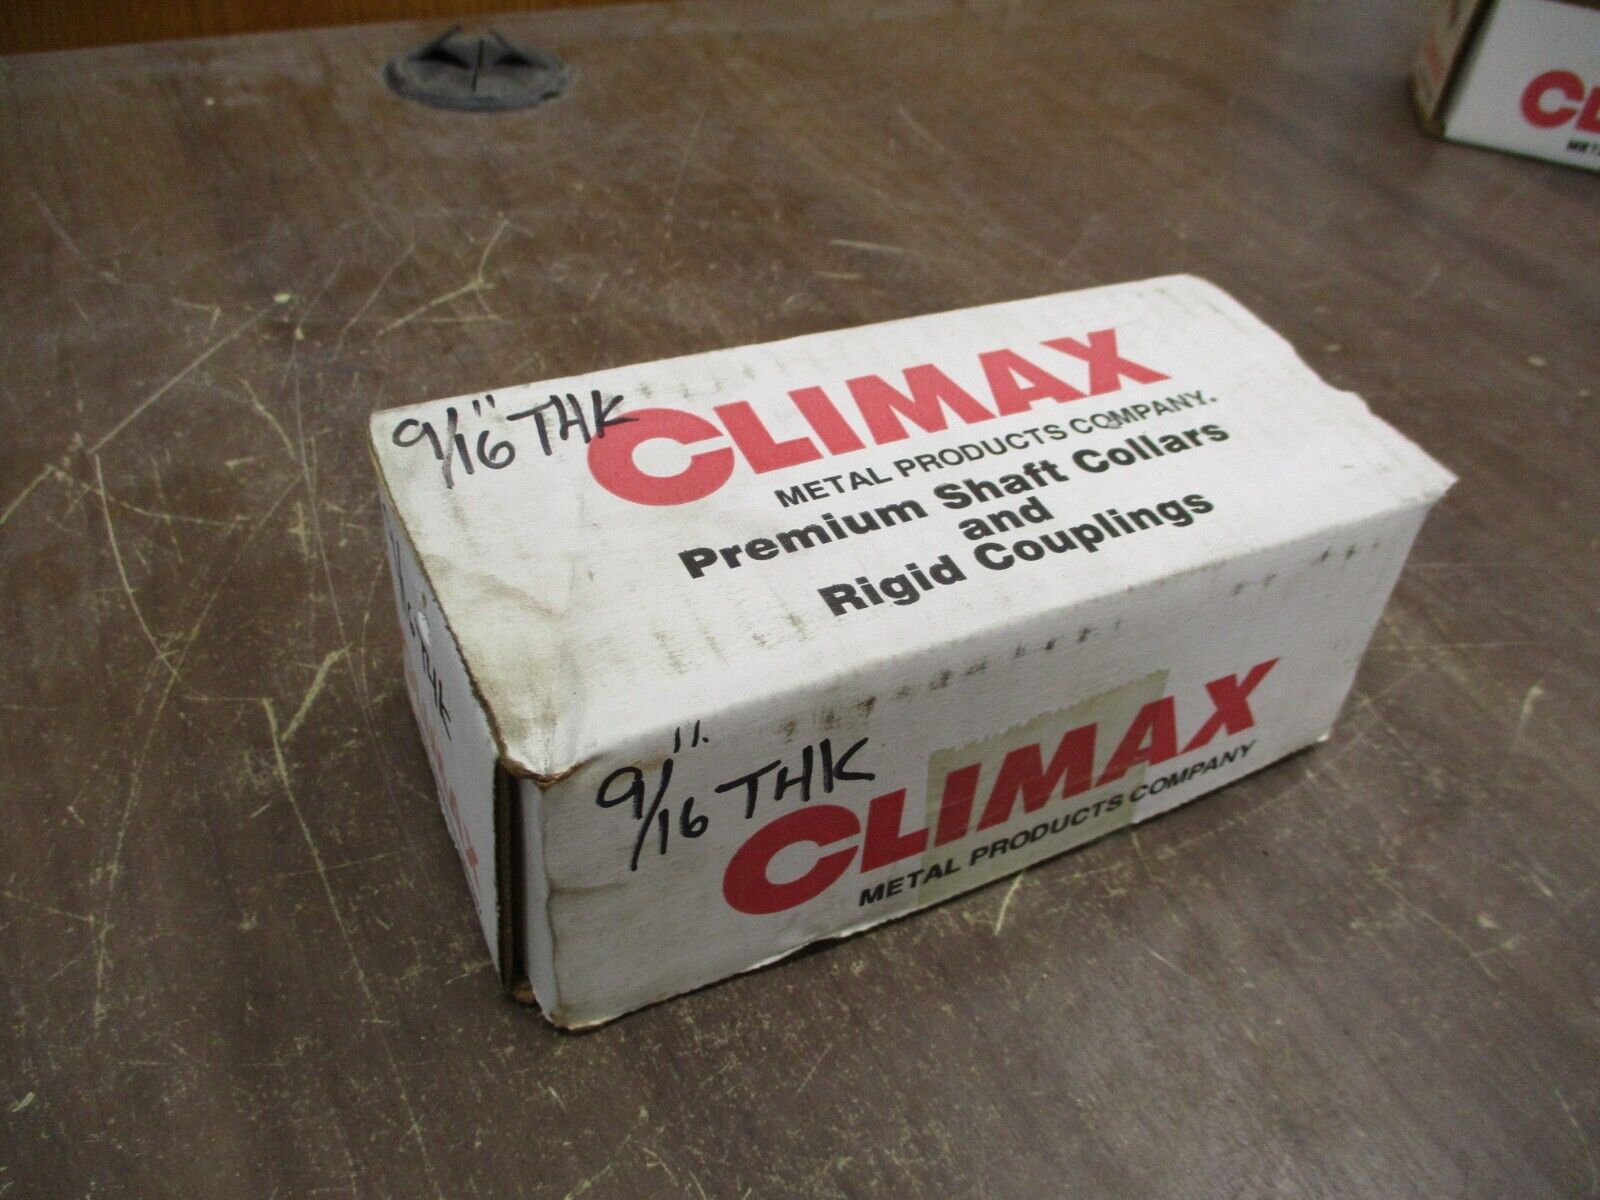 9/16" THK
CLIMAX
METAL PRODUCTS COMPANY.
Premium Shaft Collars
and
Rigid Couplings
9/16" THK
CLIMAX
METAL PRODUCTS COMPANY
THK